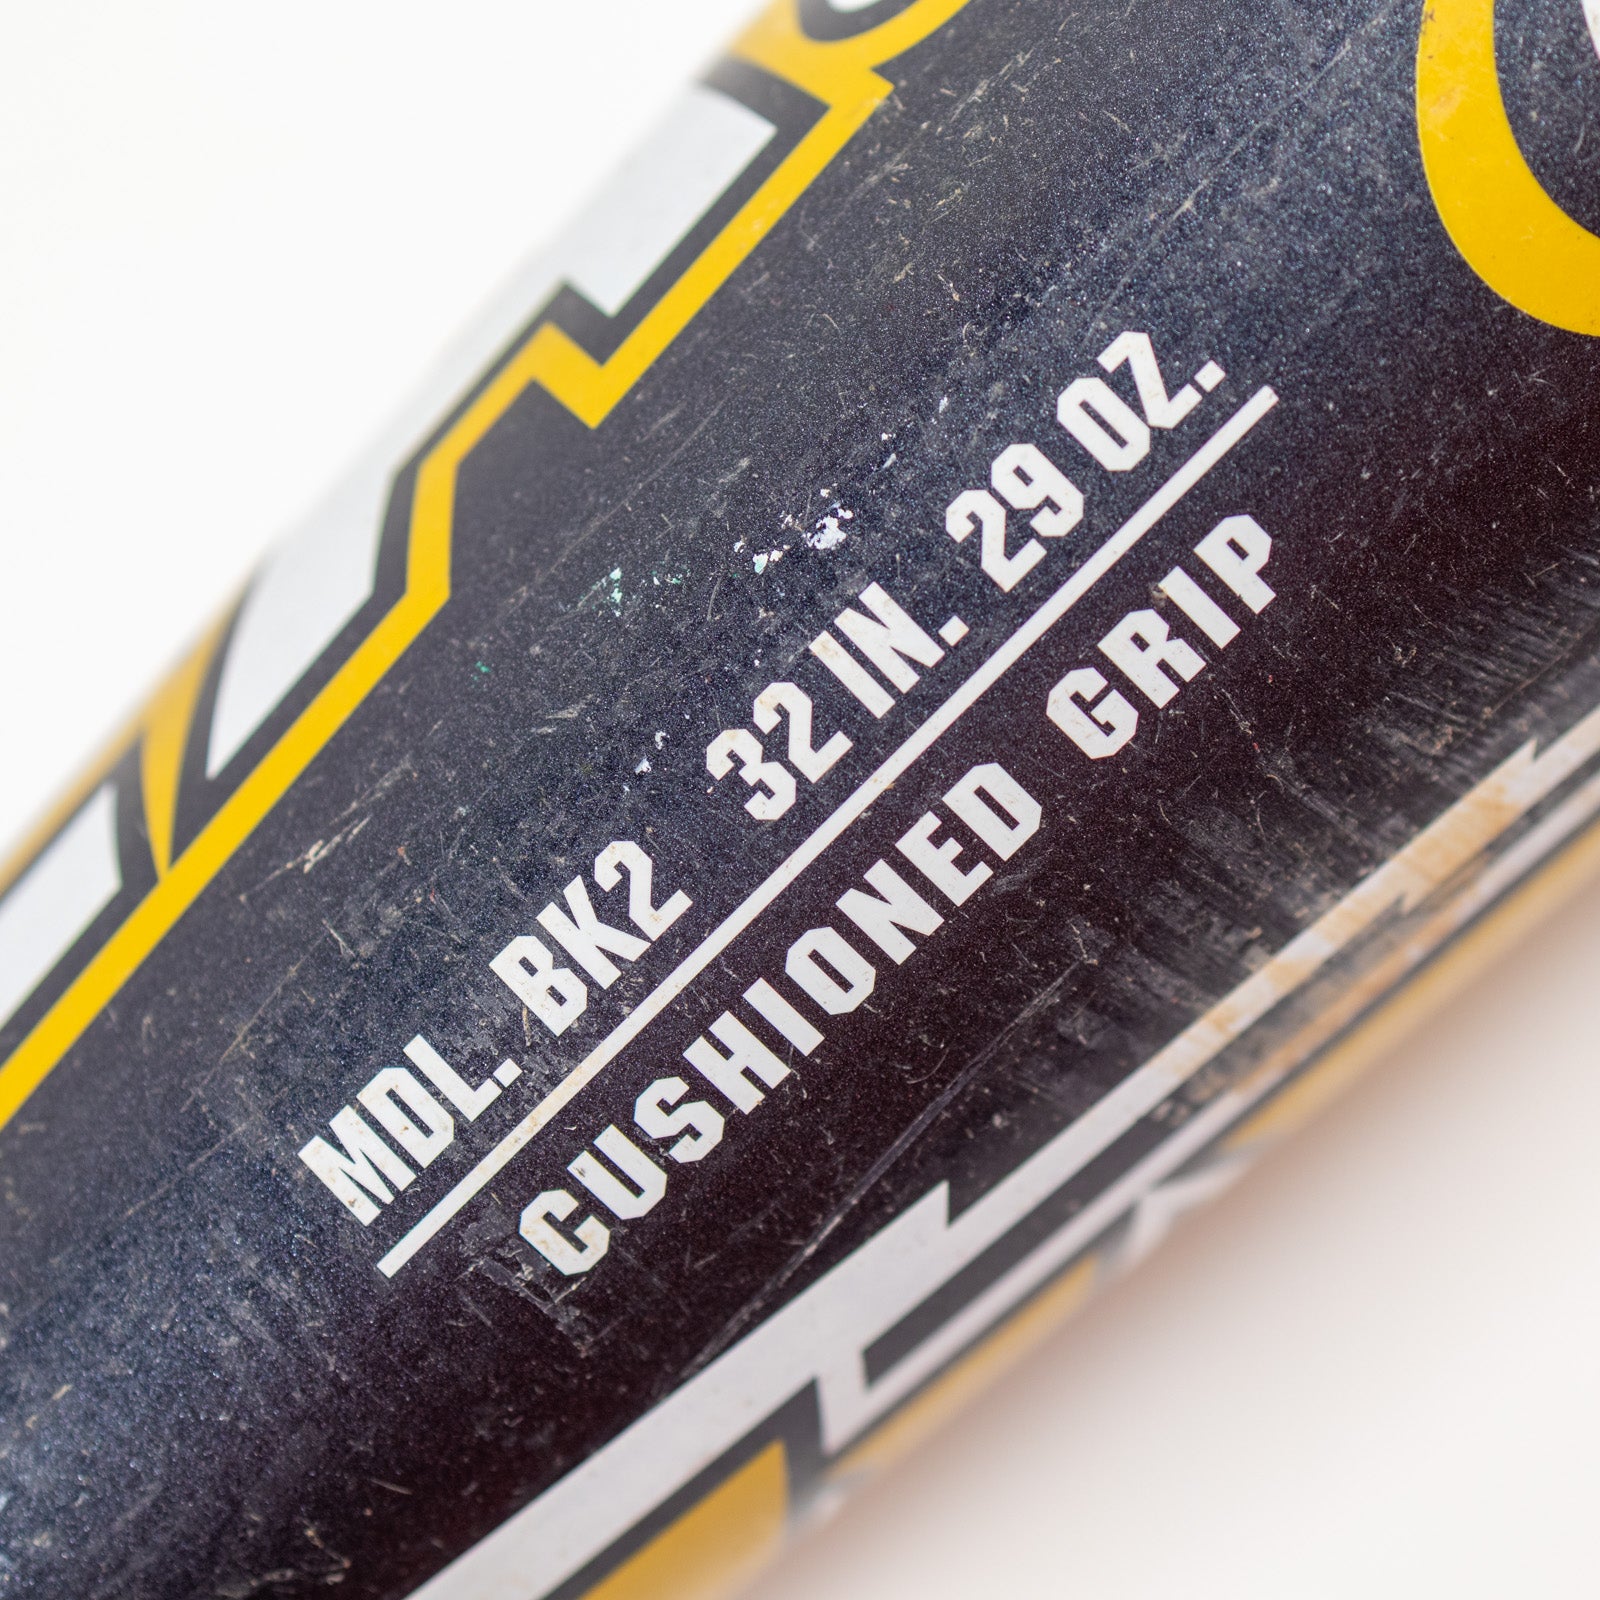 MDL. BK2 32 IN. 29 OZ.
CUSHIONED GRIP